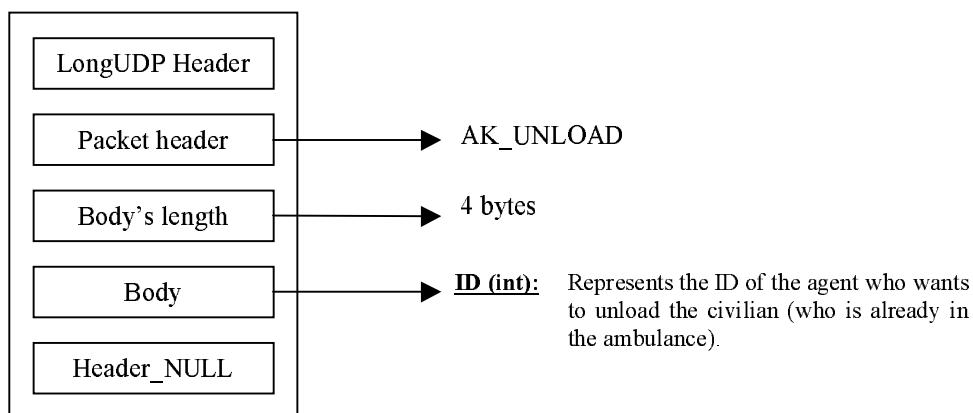 LongUDP Header
Packet header
AK_UNLOAD
Body's length
4 bytes
Body
ID (int): Represents the ID of the agent who wants
to unload the civilian (who is already in
the ambulance).
Header_NULL